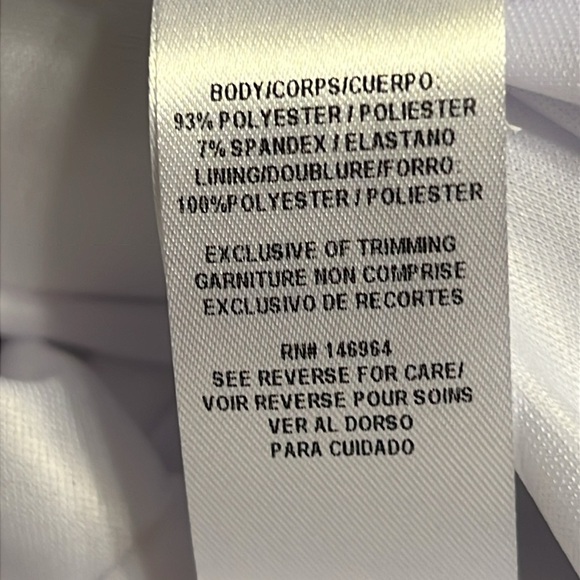 BODY/CORPS/CUERPO:
93% POLYESTER / POLIESTER
7% SPANDEX / ELASTANO
LINING/DOUBLURE/FORRO
100%POLYESTER / POLIESTER
EXCLUSIVE OF TRIMMING
GARNITURE NON COMPRISE
EXCLUSIVO DE RECORTES
RN# 146964
SEE REVERSE FOR CARE/
VOIR REVERSE POUR SOINS
VER AL DORSO
PARA CUIDADO